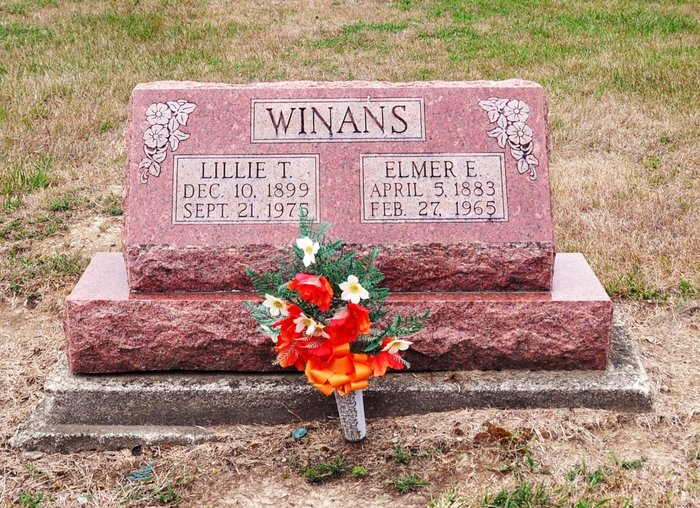 WINANS
LILLIE T.
DEC. 10, 1899
SEPT. 21, 1975
ELMER E.
APRIL 5, 1883
FEB. 27, 1965